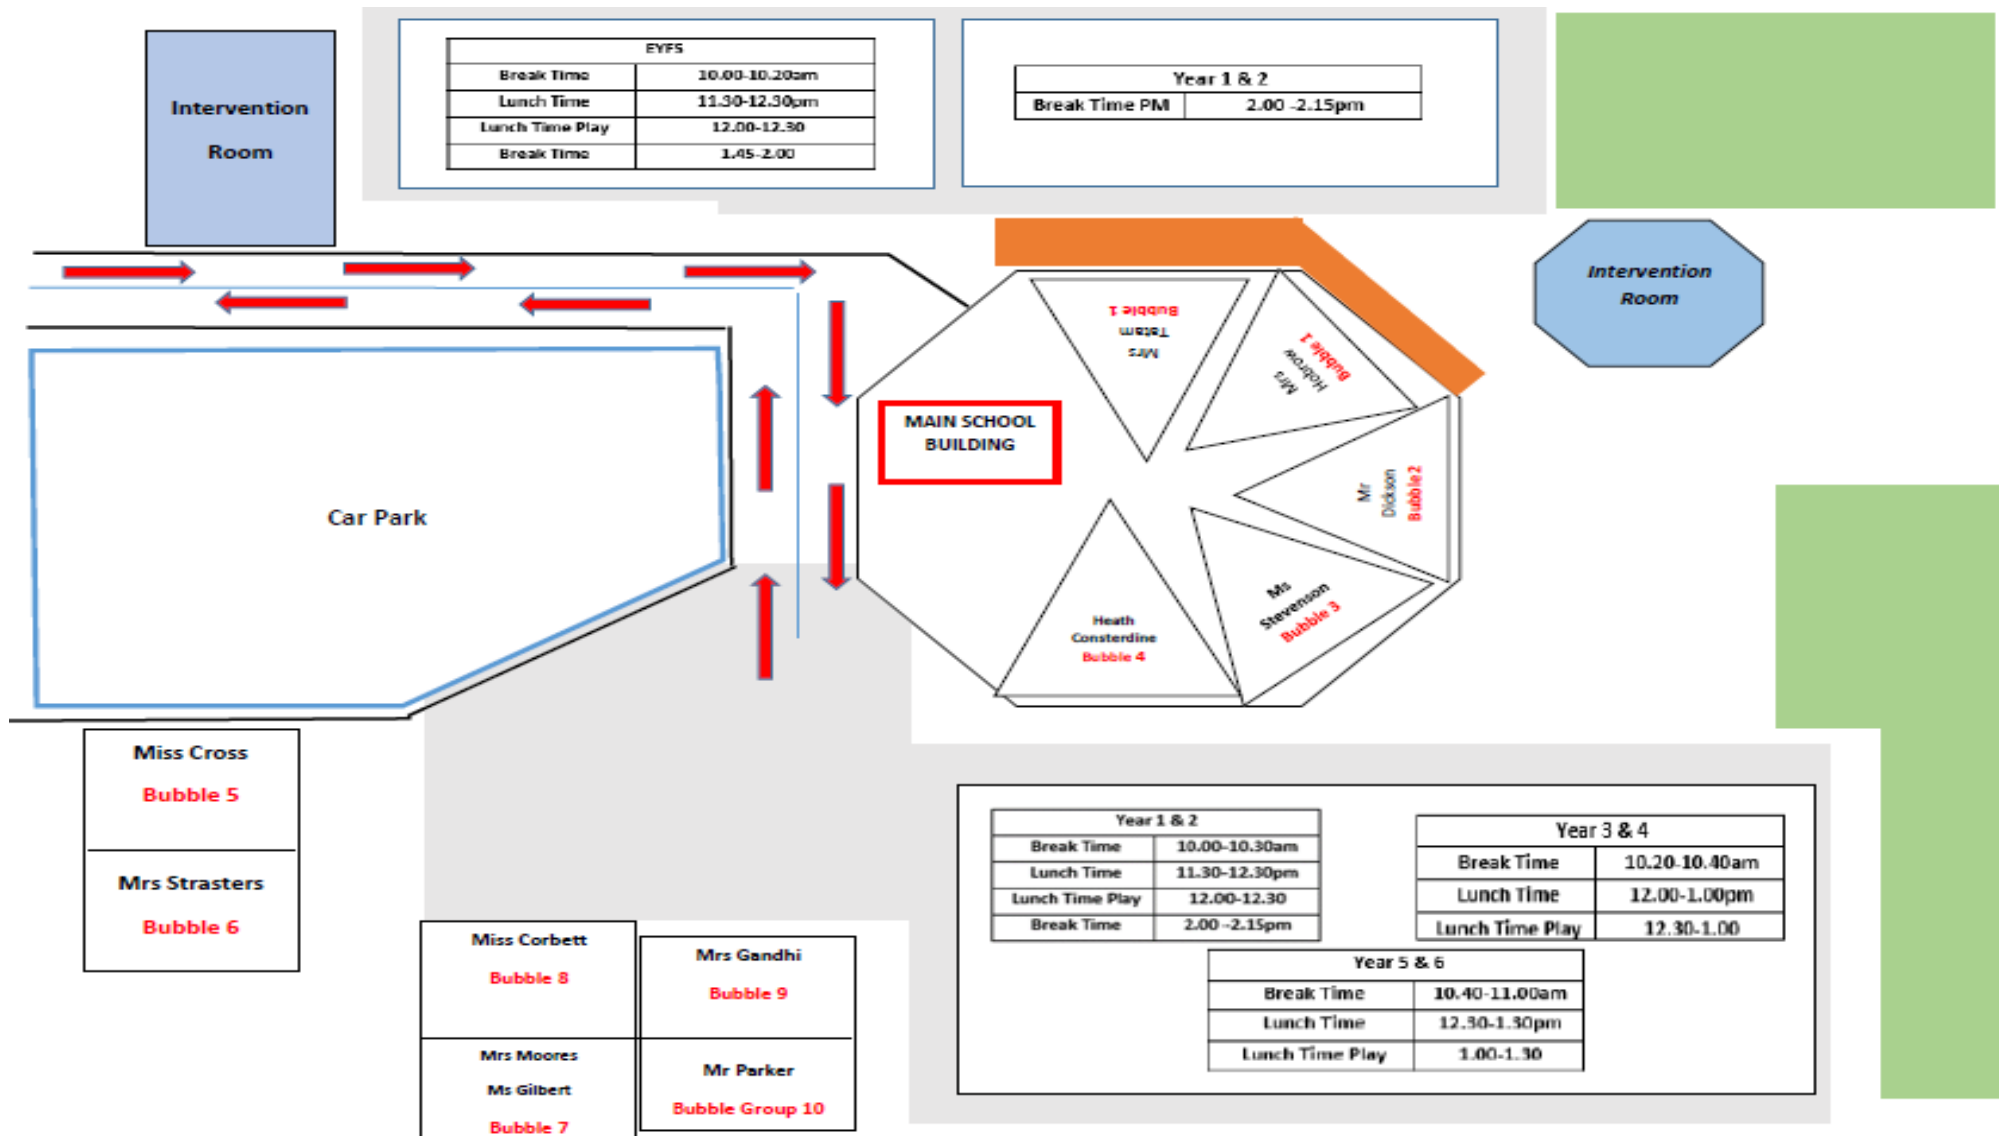 Intervention
Room
EYFS
Break Time 10.00-10.20am
Lunch Time 11.30-12.30pm
Lunch Time Play 12.00-12.30
Break Time 1.45-2.00
Year 1 & 2
Break Time PM 2.00 -2.15pm
Intervention
Room
Mrs
Tatam
Bubble 1
Mrs
Hobrow
Bubble 1
MAIN SCHOOL
BUILDING
Mr
Dickson
Bubble2
Ms
Stevenson
Bubble 3
Heath
Consterdine
Bubble 4
Car Park
Miss Cross
Bubble 5
Mrs Strasters
Bubble 6
Miss Corbett
Bubble 8
Mrs Gandhi
Bubble 9
Mrs Moores
Ms Gilbert
Bubble 7
Mr Parker
Bubble Group 10
Year 1 & 2
Break Time 10.00-10.30am
Lunch Time 11.30-12.30pm
Lunch Time Play 12.00-12.30
Break Time 2.00 -2.15pm
Year 3 & 4
Break Time 10.20-10.40am
Lunch Time 12.00-1.00pm
Lunch Time Play 12.30-1.00
Year 5 & 6
Break Time 10.40-11.00am
Lunch Time 12.30-1.30pm
Lunch Time Play 1.00-1.30